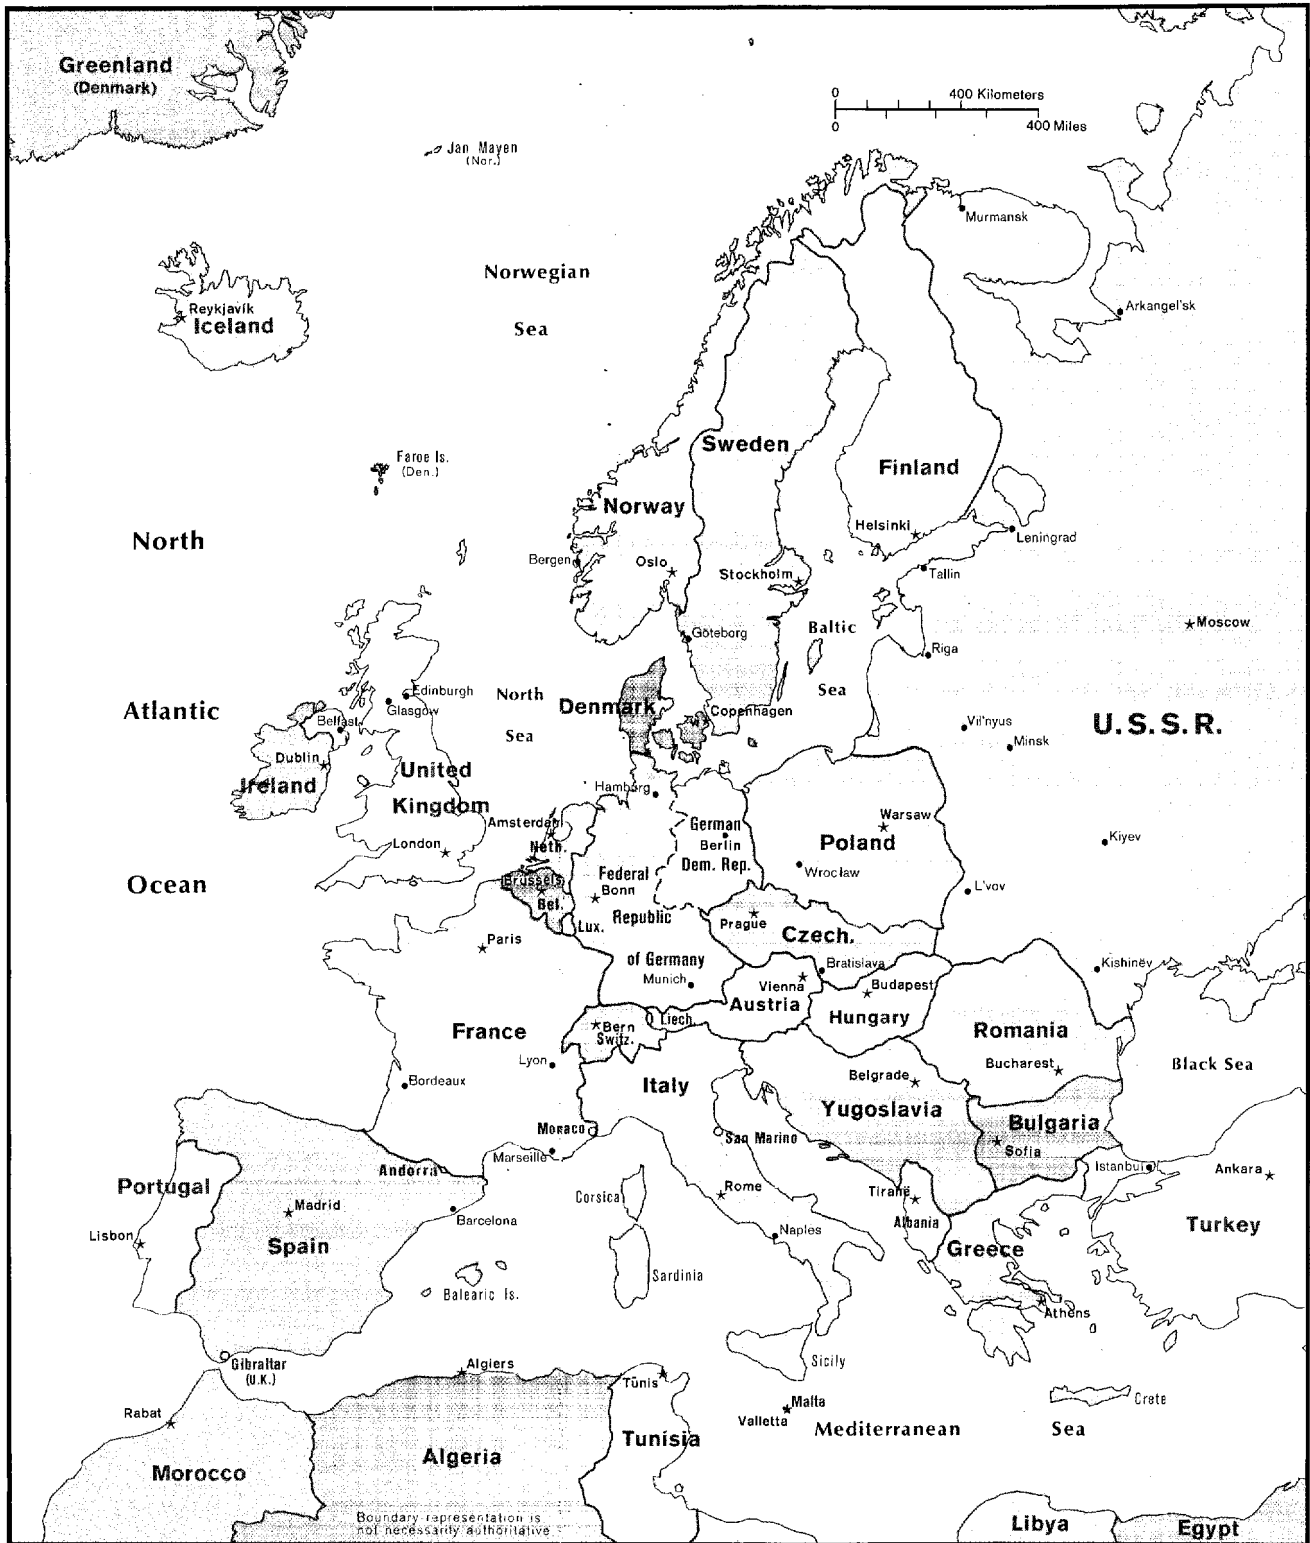 Greenland
(Denmark)
0 400 Kilometers
0 400 Miles
Jan Mayen
(Nor.)
Murmansk
Norwegian
Sea
Arkangel'sk
Reykjavík
Iceland
Sweden
Faroe Is.
(Den.)
Finland
Norway
North
Helsinki
Leningrad
Bergen
Oslo
Stockholm
Tallin
Moscow
Baltic
Sea
Göteborg
Riga
Edinburgh
Glasgow
North
Sea
Denmark
Copenhagen
Atlantic
Belfast
Vil'nyus
U.S.S.R.
Minsk
Dublin
Ireland
United
Kingdom
Hamburg
Amsterdam
Neth.
German
Berlin
Dem. Rep.
Warsaw
Poland
Kiyev
London
Wrocław
Ocean
Brussels
Bel.
Federal
Bonn
Republic
of Germany
L'vov
Lux.
Prague
Czech.
Paris
Munich
Bratislava
Kishinëv
Vienna
Austria
Budapest
Hungary
France
Bern
Switz.
Liech.
Romania
Lyon
Bucharest
Black Sea
Bordeaux
Italy
Belgrade
Yugoslavia
Bulgaria
Sofia
Monaco
San Marino
Marseille
Istanbul
Ankara
Andorra
Portugal
Madrid
Corsica
Rome
Tiranë
Albania
Lisbon
Barcelona
Naples
Turkey
Spain
Greece
Balearic Is.
Sardinia
Athens
Gibraltar
(U.K.)
Algiers
Tunis
Sicily
Rabat
Malta
Valletta
Mediterranean
Sea
Crete
Morocco
Algeria
Tunisia
Boundary representation is
not necessarily authoritative
Libya
Egypt